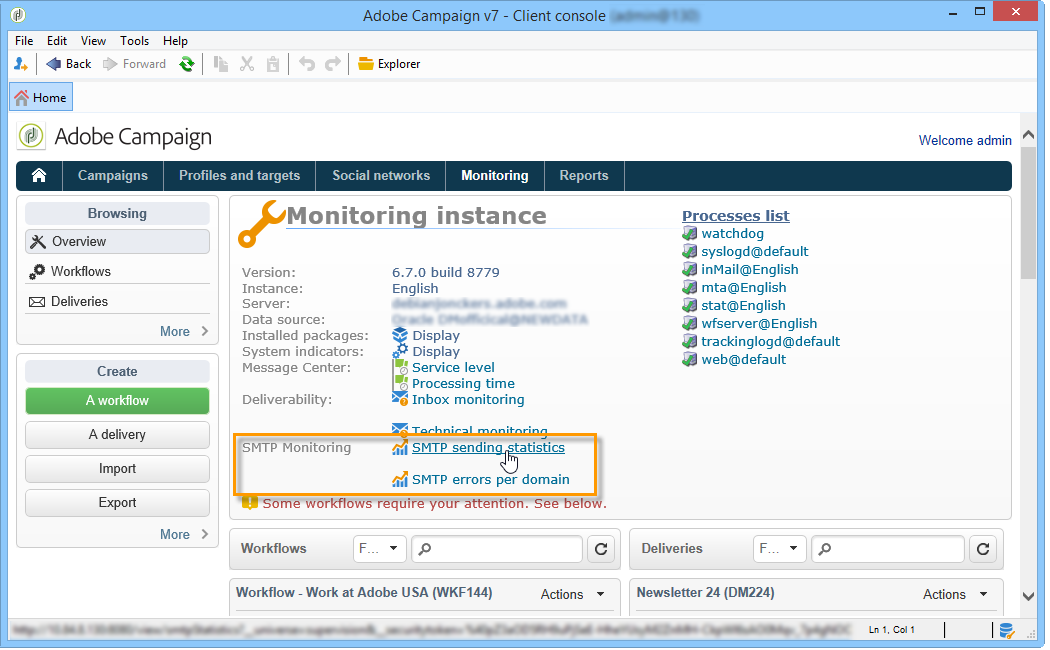 Adobe Campaign v7 - Client console
File Edit View Tools Help
Back Forward Explorer
Home
Adobe Campaign
Welcome admin
Campaigns Profiles and targets Social networks Monitoring Reports
Browsing
Overview
Workflows
Deliveries
More
Create
A workflow
A delivery
Import
Export
More
Monitoring instance
Version: 6.7.0 build 8779
Instance: English
Server:
Data source:
Installed packages: Display
System indicators: Display
Message Center: Service level
Processing time
Deliverability: Inbox monitoring
Technical monitoring
SMTP Monitoring SMTP sending statistics
SMTP errors per domain
Some workflows require your attention. See below.
Processes list
watchdog
syslogd@default
inMail@English
mta@English
stat@English
wfserver@English
trackinglogd@default
web@default
Workflows F...
Deliveries F...
Workflow - Work at Adobe USA (WKF144) Actions
Newsletter 24 (DM224) Actions
Ln 1, Col 1